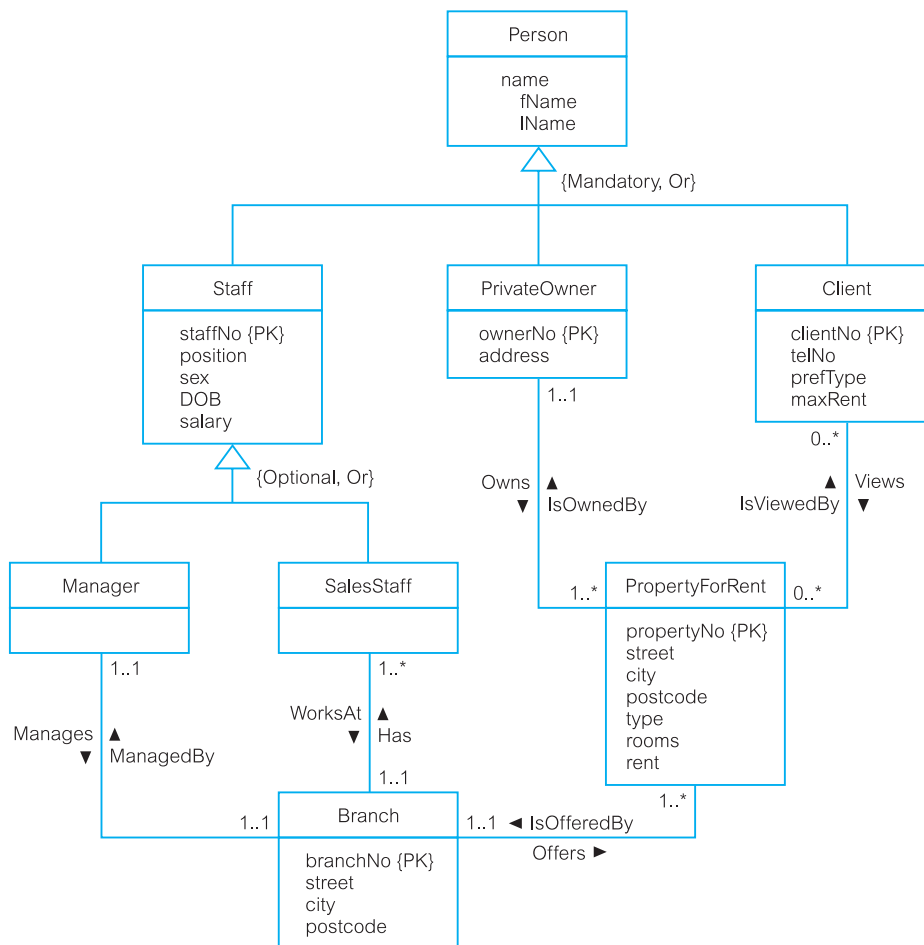 Person
name
fName
lName
{Mandatory, Or}
Staff
staffNo {PK}
position
sex
DOB
salary
PrivateOwner
ownerNo {PK}
address
Client
clientNo {PK}
telNo
prefType
maxRent
1..1
0..*
{Optional, Or}
Owns
IsOwnedBy
Views
IsViewedBy
Manager
SalesStaff
1..*
PropertyForRent
0..*
propertyNo {PK}
street
city
postcode
type
rooms
rent
1..1
1..*
Manages
ManagedBy
WorksAt
Has
1..1
1..*
1..1
Branch
1..1
IsOfferedBy
Offers
branchNo {PK}
street
city
postcode